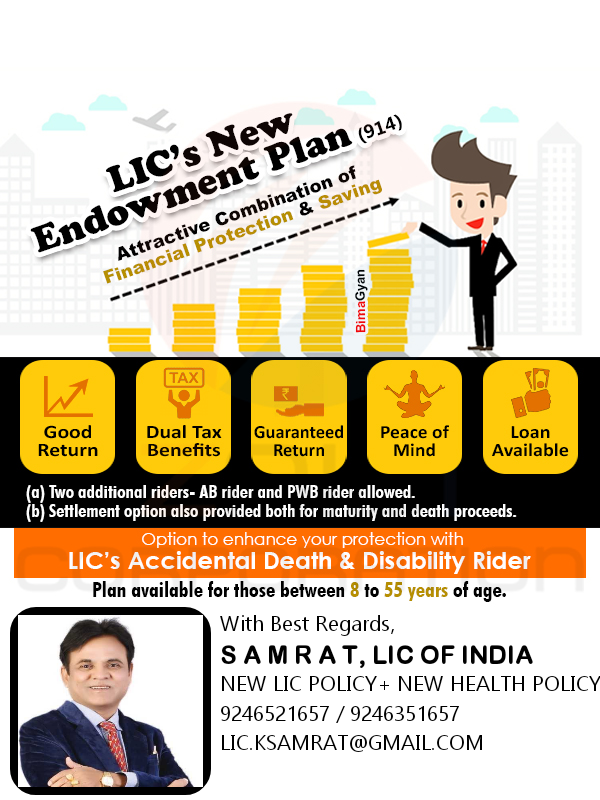 LIC's New
Endowment Plan (914)
Attractive Combination of
Financial Protection & Saving
BimaGyan
Good
Return
TAX
Dual Tax
Benefits
₹
Guaranteed
Return
Peace of
Mind
Loan
Available
(a) Two additional riders- AB rider and PWB rider allowed.
(b) Settlement option also provided both for maturity and death proceeds.
Option to enhance your protection with
LIC's Accidental Death & Disability Rider
Plan available for those between 8 to 55 years of age.
With Best Regards,
S A M R A T, LIC OF INDIA
NEW LIC POLICY+ NEW HEALTH POLICY
9246521657 / 9246351657
LIC.KSAMRAT@GMAIL.COM